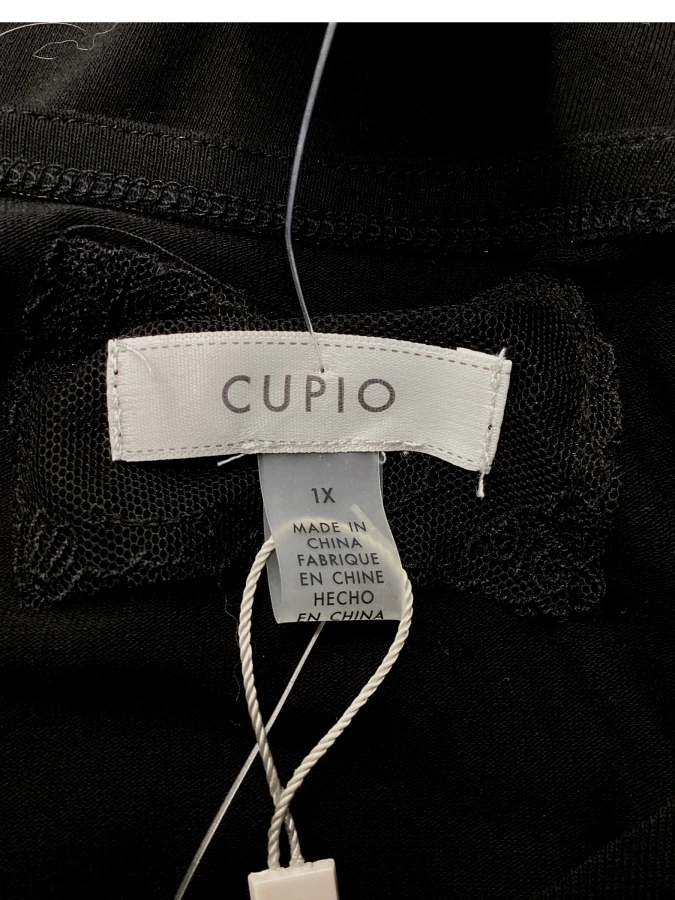 CUPIO
1X
MADE IN
CHINA
FABRIQUE
EN CHINE
HECHO
EN CHINA